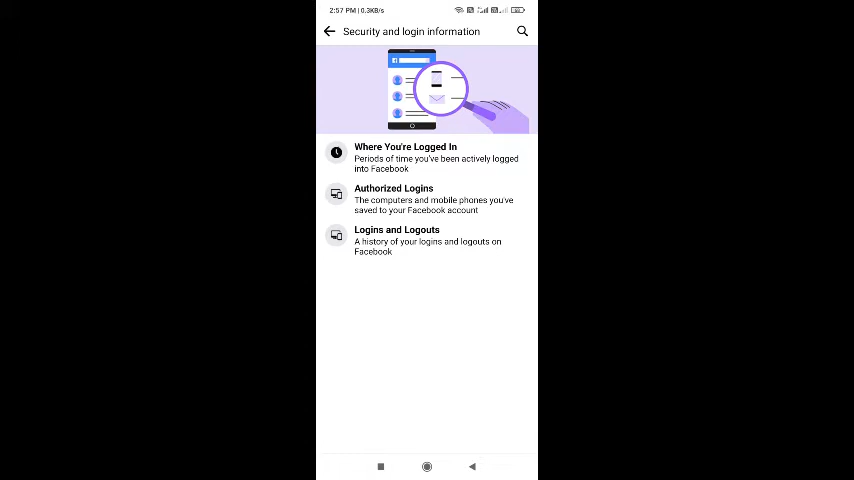 2:57 PM | 0.3KB/s
Security and login information
Where You're Logged In
Periods of time you've been actively logged
into Facebook
Authorized Logins
The computers and mobile phones you've
saved to your Facebook account
Logins and Logouts
A history of your logins and logouts on
Facebook